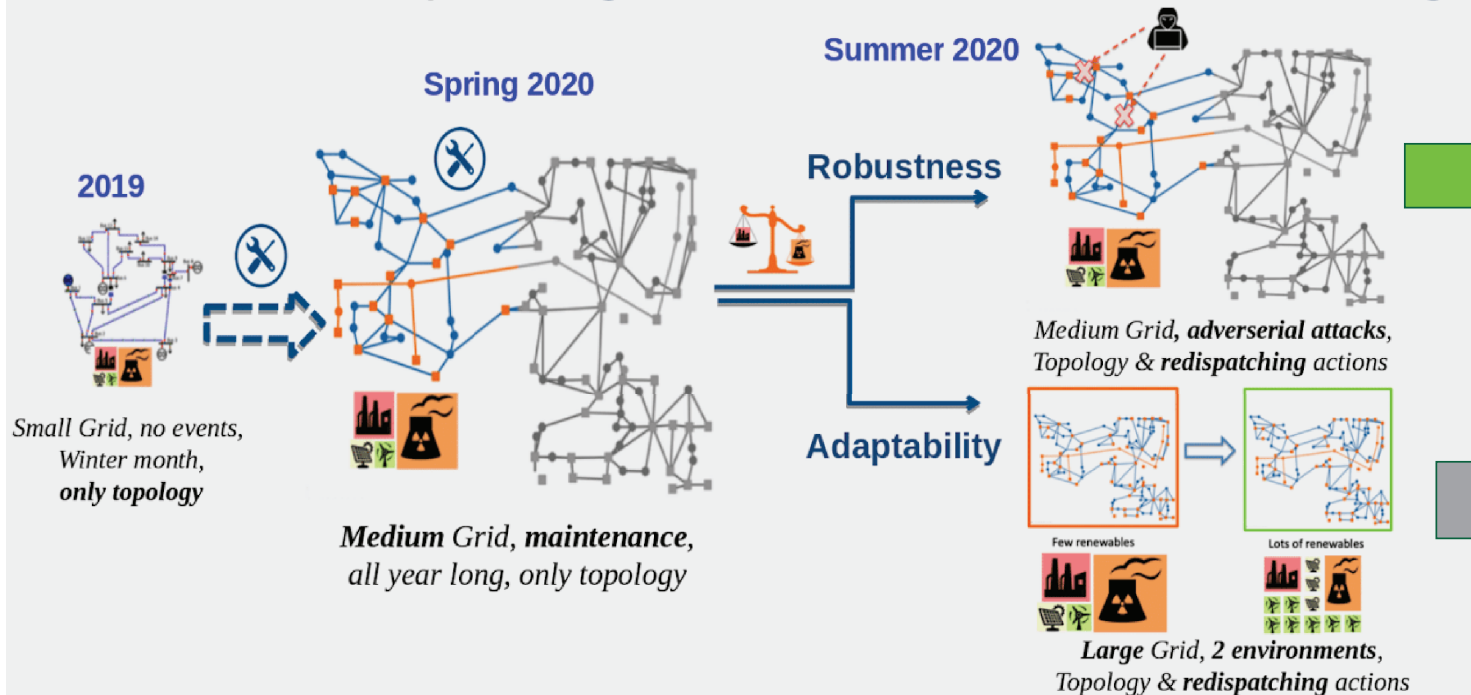 2019
Small Grid, no events,
Winter month,
only topology
Spring 2020
Medium Grid, maintenance,
all year long, only topology
Robustness
Adaptability
Summer 2020
Medium Grid, adverserial attacks,
Topology & redispatching actions
Few renewables
Lots of renewables
Large Grid, 2 environments,
Topology & redispatching actions